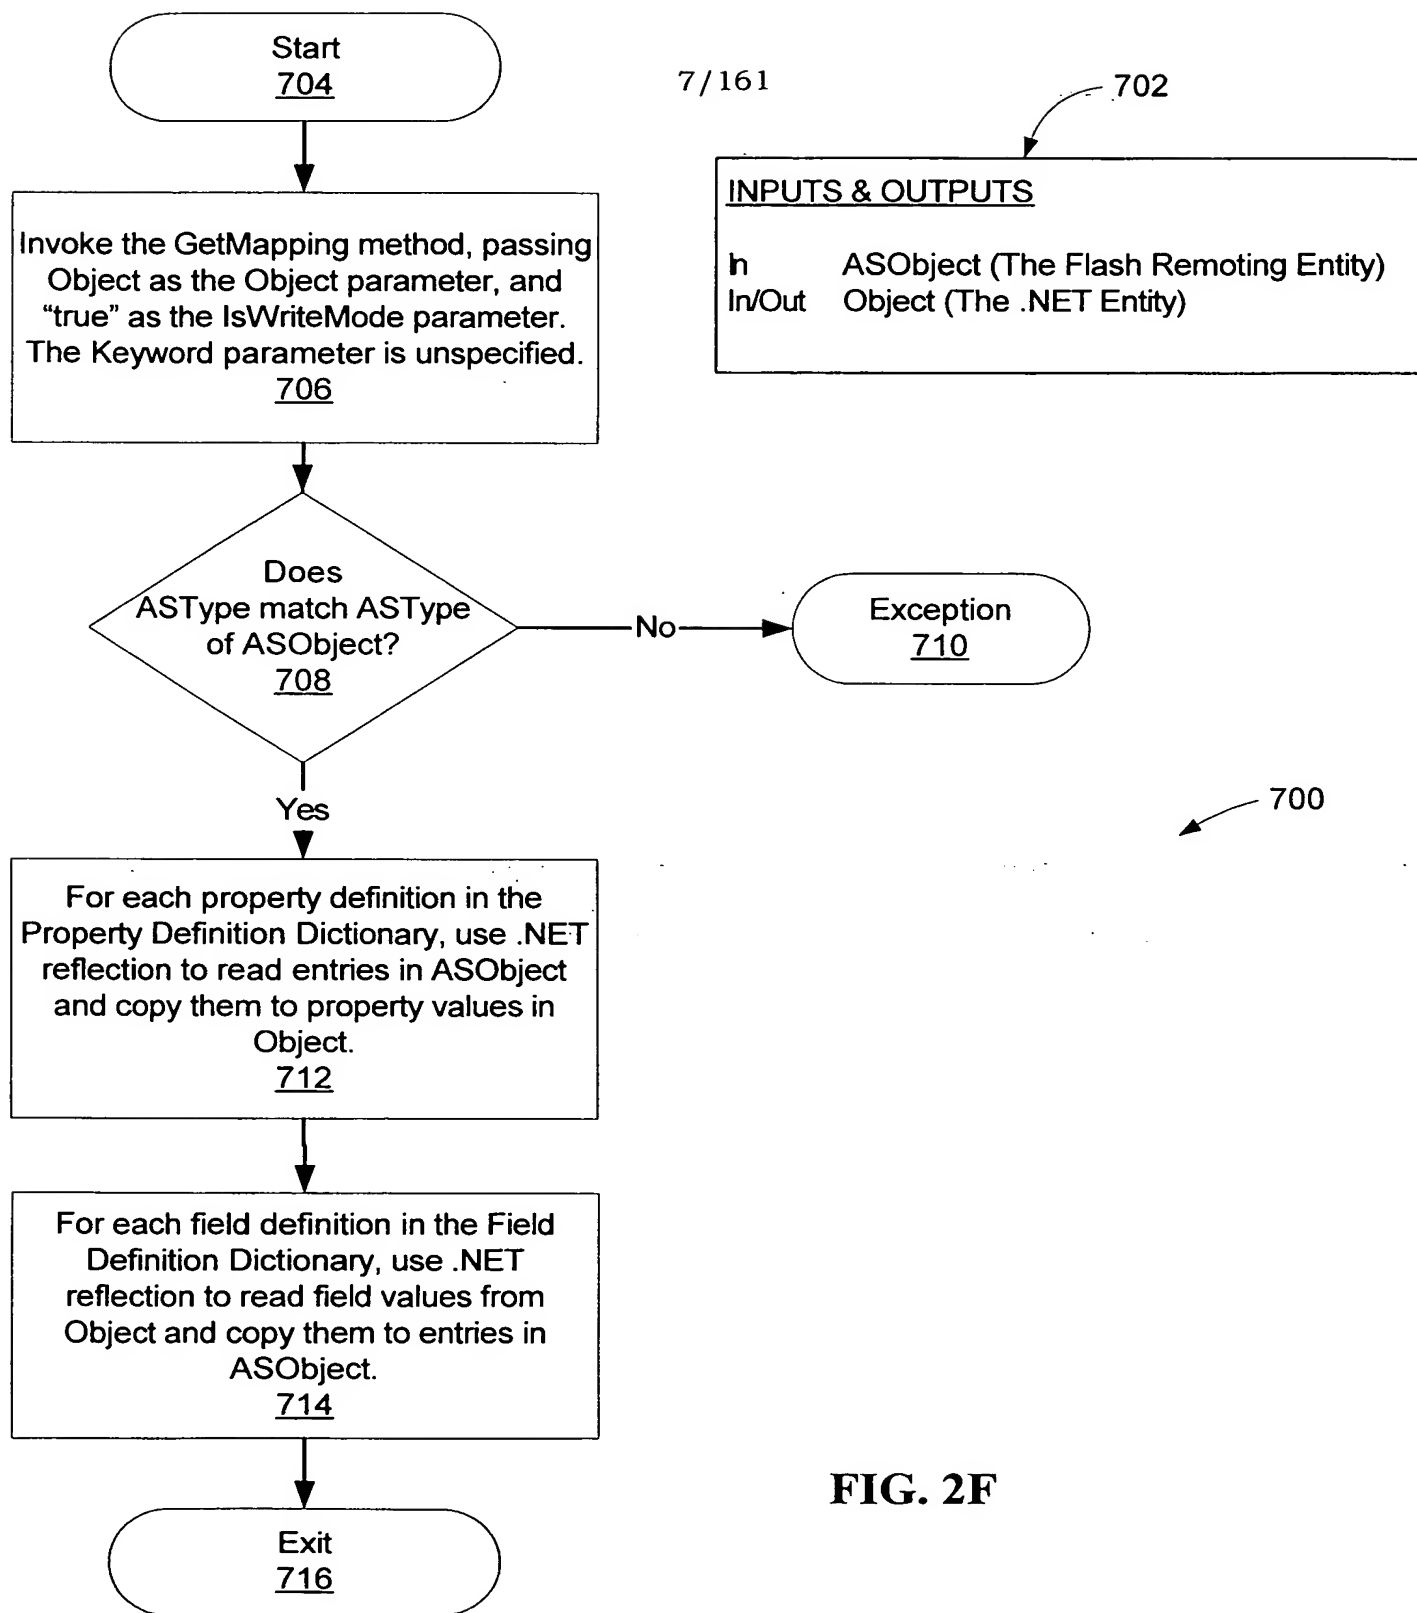 Start
704
7/161
702
INPUTS & OUTPUTS
In ASObject (The Flash Remoting Entity)
In/Out Object (The .NET Entity)
Invoke the GetMapping method, passing
Object as the Object parameter, and
“true” as the IsWriteMode parameter.
The Keyword parameter is unspecified.
706
Does
ASType match ASType
of ASObject?
708
No
Exception
710
Yes
700
For each property definition in the
Property Definition Dictionary, use .NET
reflection to read entries in ASObject
and copy them to property values in
Object.
712
For each field definition in the Field
Definition Dictionary, use .NET
reflection to read field values from
Object and copy them to entries in
ASObject.
714
Exit
716
FIG. 2F